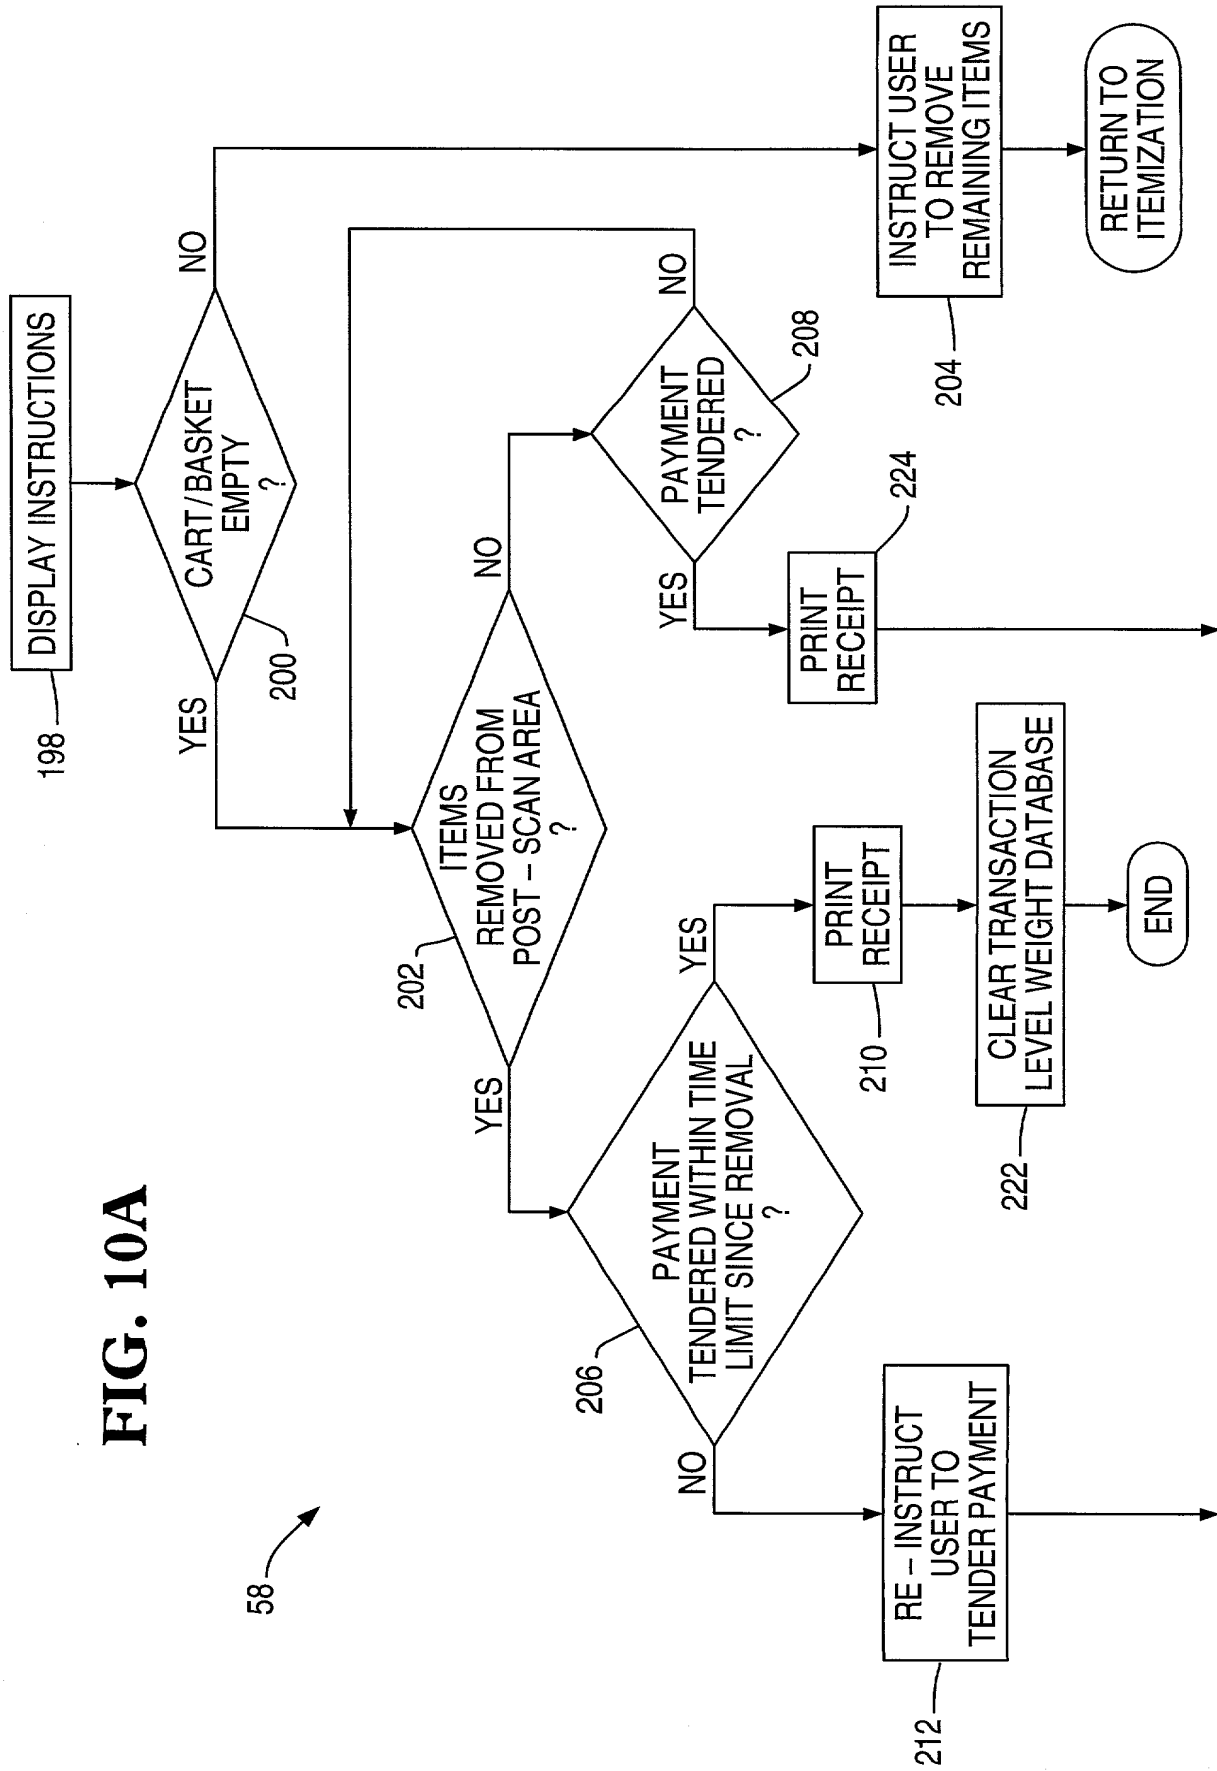 FIG. 10A
58
198
DISPLAY INSTRUCTIONS
CART/BASKET
EMPTY
?
200
YES
NO
ITEMS
REMOVED FROM
POST – SCAN AREA
?
202
YES
NO
PAYMENT
TENDERED
?
208
YES
NO
PAYMENT
TENDERED WITHIN TIME
LIMIT SINCE REMOVAL
?
206
NO
YES
PRINT
RECEIPT
224
PRINT
RECEIPT
210
INSTRUCT USER
TO REMOVE
REMAINING ITEMS
204
RE – INSTRUCT
USER TO
TENDER PAYMENT
212
CLEAR TRANSACTION
LEVEL WEIGHT DATABASE
222
RETURN TO
ITEMIZATION
END